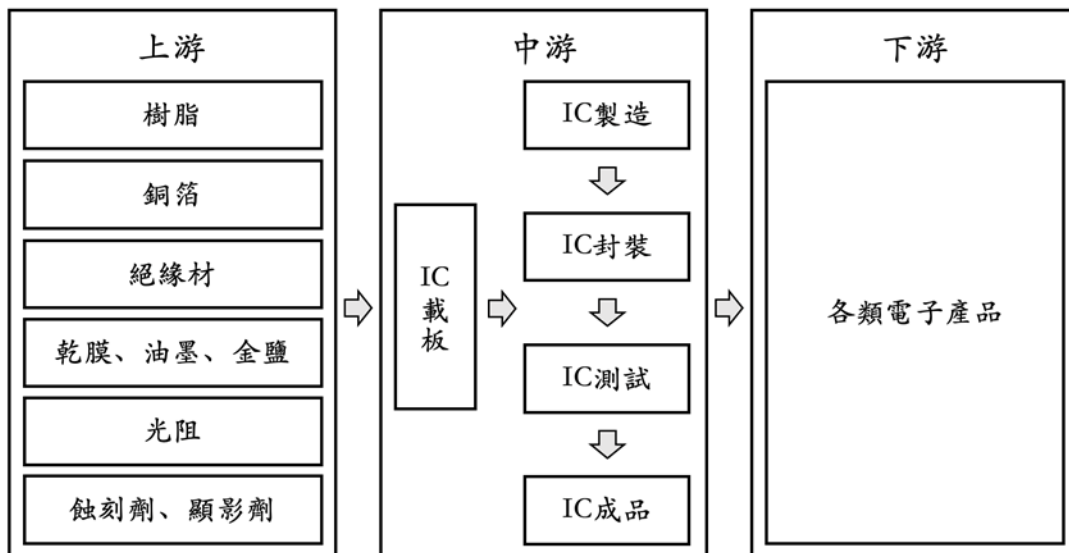 上游
樹脂
銅箔
絕緣材
乾膜、油墨、金鹽
光阻
蝕刻劑、顯影劑
中游
IC
載
板
IC製造
IC封裝
IC測試
IC成品
下游
各類電子產品